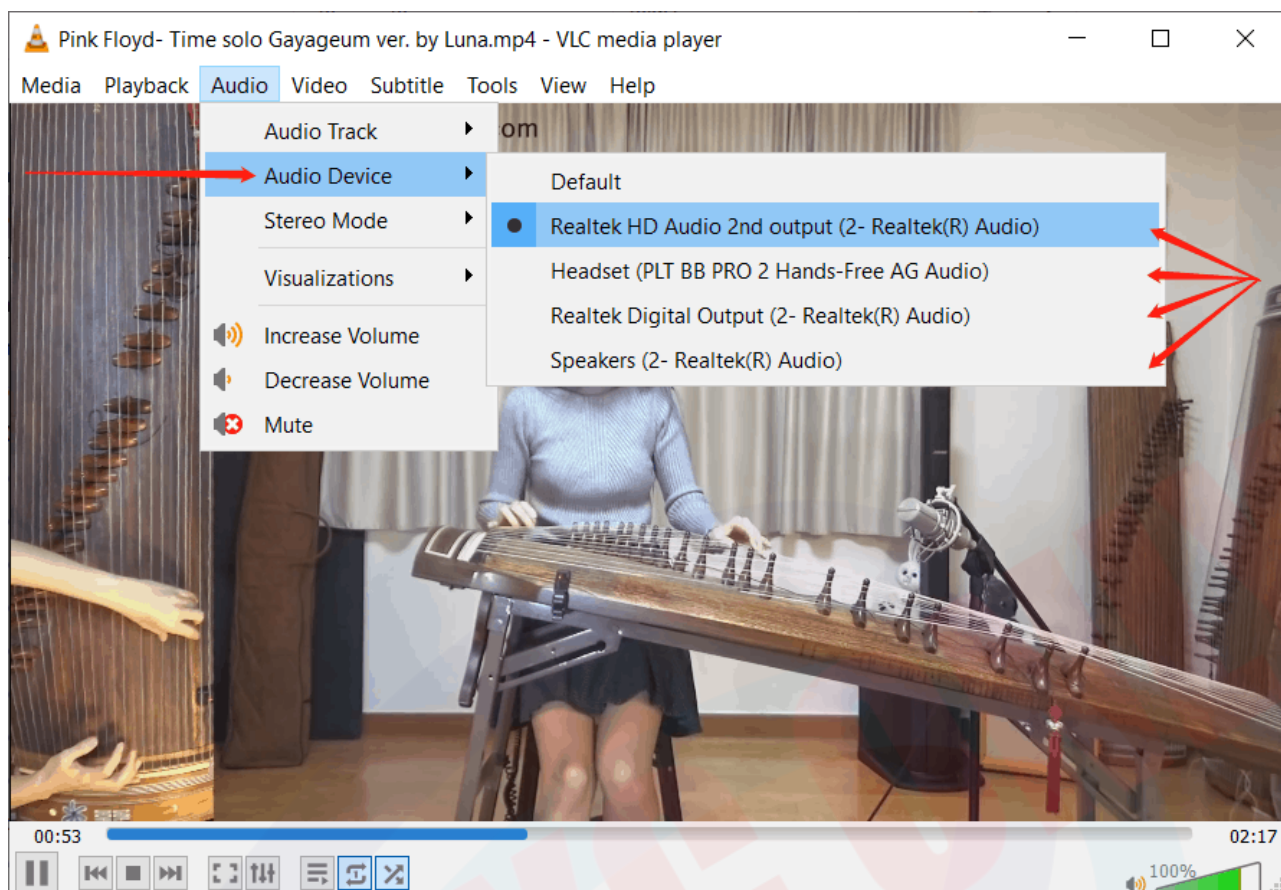 Pink Floyd- Time solo Gayageum ver. by Luna.mp4 - VLC media player
Media Playback Audio Video Subtitle Tools View Help
Audio Track
com
Audio Device
Default
Realtek HD Audio 2nd output (2- Realtek(R) Audio)
Stereo Mode
Headset (PLT BB PRO 2 Hands-Free AG Audio)
Visualizations
Realtek Digital Output (2- Realtek(R) Audio)
Increase Volume
Speakers (2- Realtek(R) Audio)
Decrease Volume
Mute
00:53
02:17
100%